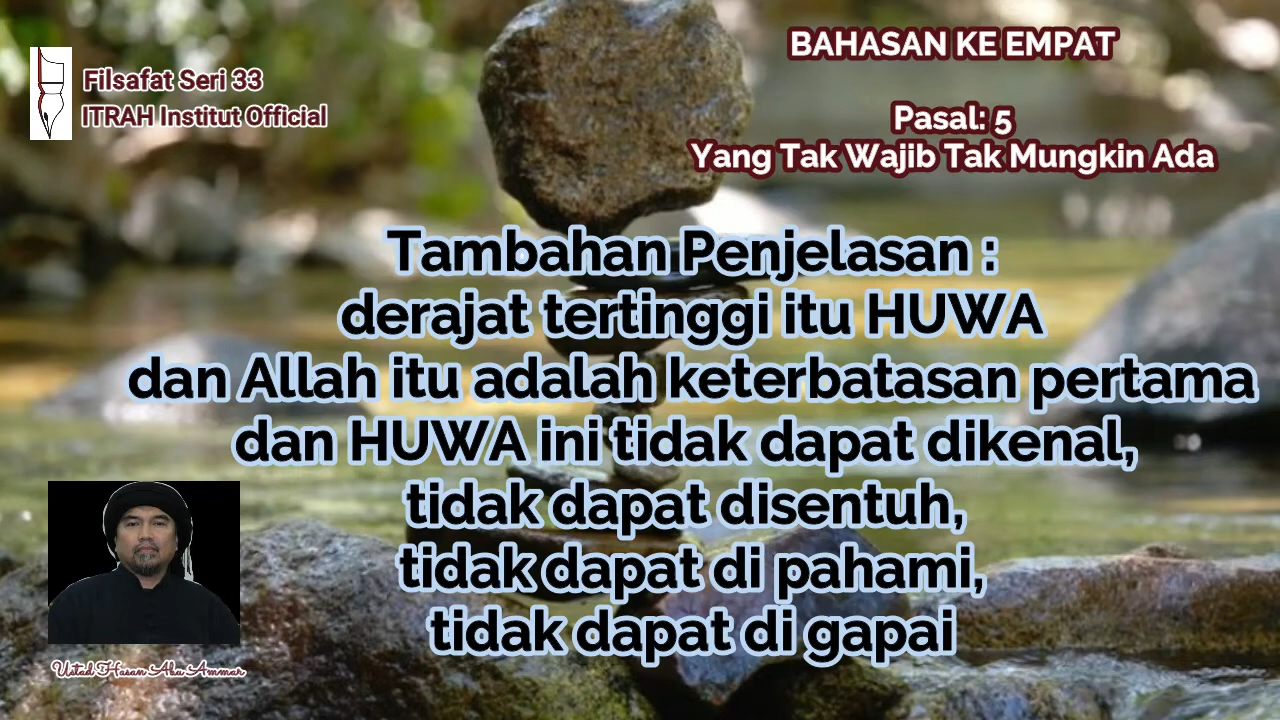 Filsafat Seri 33
ITRAH Institut Official
BAHASAN KE EMPAT
Pasal: 5
Yang Tak Wajib Tak Mungkin Ada
Tambahan Penjelasan :
derajat tertinggi itu HUWA
dan Allah itu adalah keterbatasan pertama
dan HUWA ini tidak dapat dikenal,
tidak dapat disentuh,
tidak dapat di pahami,
tidak dapat di gapai
Ustad Hasan Abu Ammar